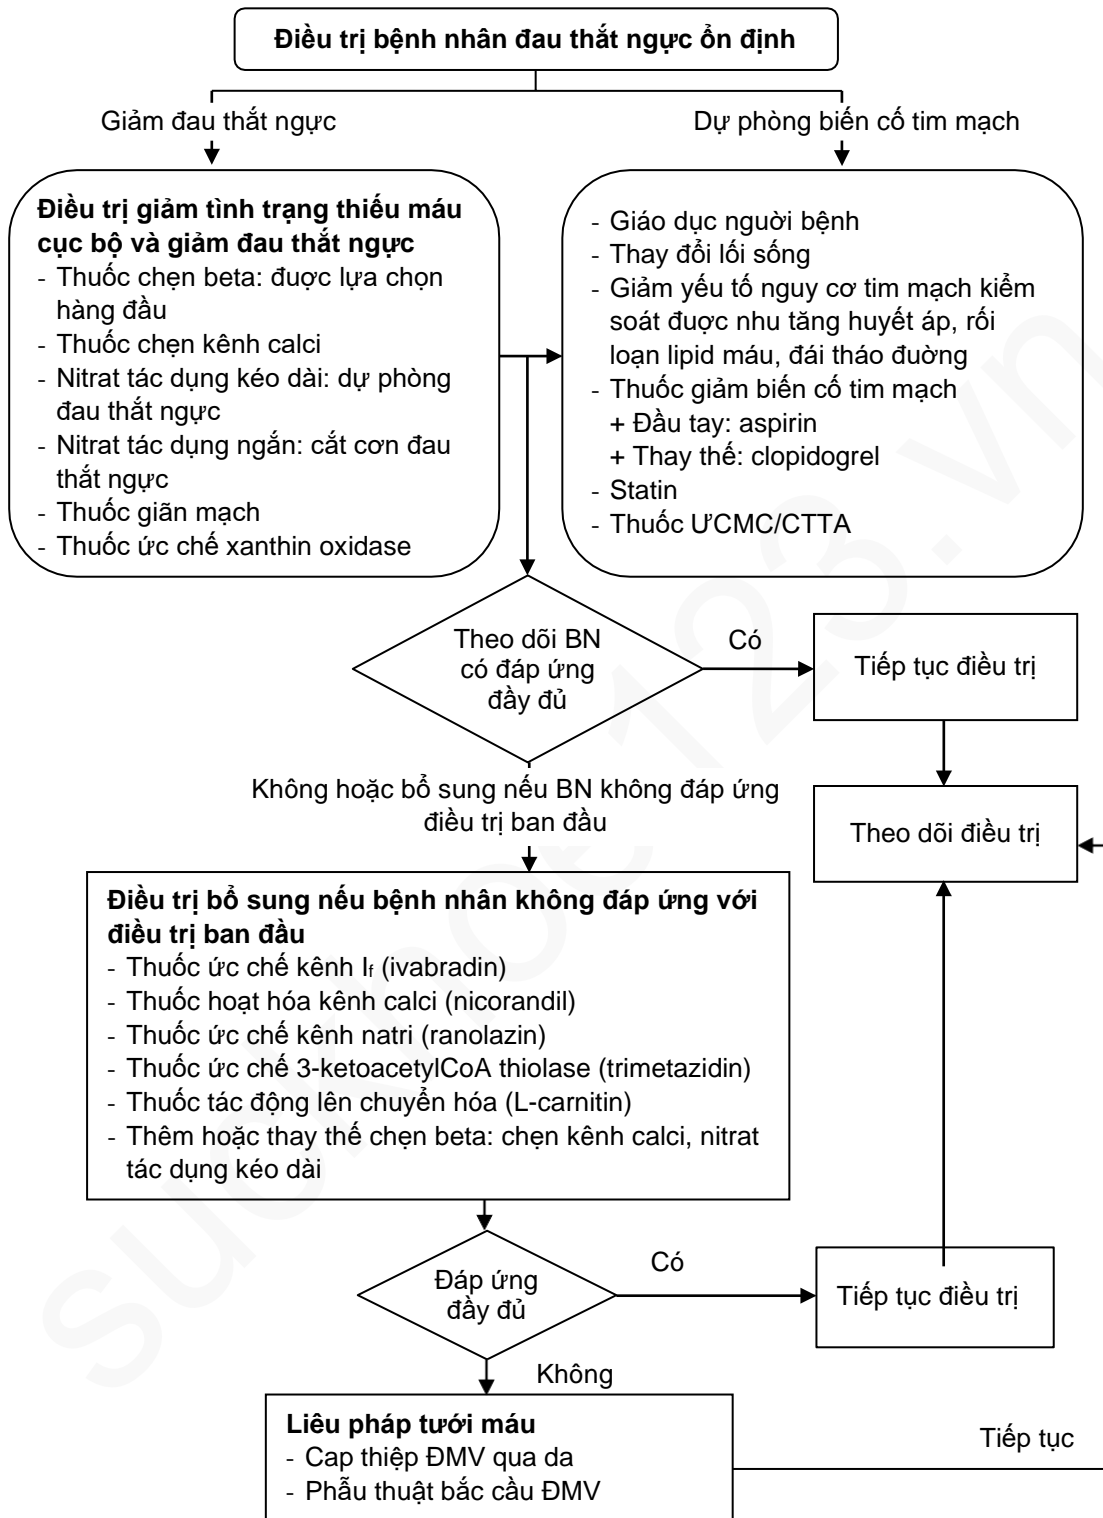 Điều trị bệnh nhân đau thắt ngực ổn định
Giảm đau thắt ngực
Dự phòng biến cố tim mạch
Điều trị giảm tình trạng thiếu máu
cục bộ và giảm đau thắt ngực
- Thuốc chẹn beta: đuợc lựa chọn
hàng đầu
- Thuốc chẹn kênh calci
- Nitrat tác dụng kéo dài: dự phòng
đau thắt ngực
- Nitrat tác dụng ngắn: cắt cơn đau
thắt ngực
- Thuốc giãn mạch
- Thuốc ức chế xanthin oxidase
- Giáo dục nguời bệnh
- Thay đổi lối sống
- Giảm yếu tố nguy cơ tim mạch kiểm
soát đuợc như tăng huyết áp, rối
loạn lipid máu, đái tháo đuờng
- Thuốc giảm biến cố tim mạch
+ Đầu tay: aspirin
+ Thay thế: clopidogrel
- Statin
- Thuốc ƯCMC/CTTA
Theo dõi BN
có đáp ứng
đầy đủ
Có
Tiếp tục điều trị
Không hoặc bổ sung nếu BN không đáp ứng
điều trị ban đầu
Theo dõi điều trị
Điều trị bổ sung nếu bệnh nhân không đáp ứng với
điều trị ban đầu
- Thuốc ức chế kênh If (ivabradin)
- Thuốc hoạt hóa kênh calci (nicorandil)
- Thuốc ức chế kênh natri (ranolazin)
- Thuốc ức chế 3-ketoacetylCoA thiolase (trimetazidin)
- Thuốc tác động lên chuyển hóa (L-carnitin)
- Thêm hoặc thay thế chẹn beta: chẹn kênh calci, nitrat
tác dụng kéo dài
Đáp ứng
đầy đủ
Có
Tiếp tục điều trị
Không
Liêu pháp tưới máu
- Cap thiệp ĐMV qua da
- Phẫu thuật bắc cầu ĐMV
Tiếp tục
suckhoe123.vn